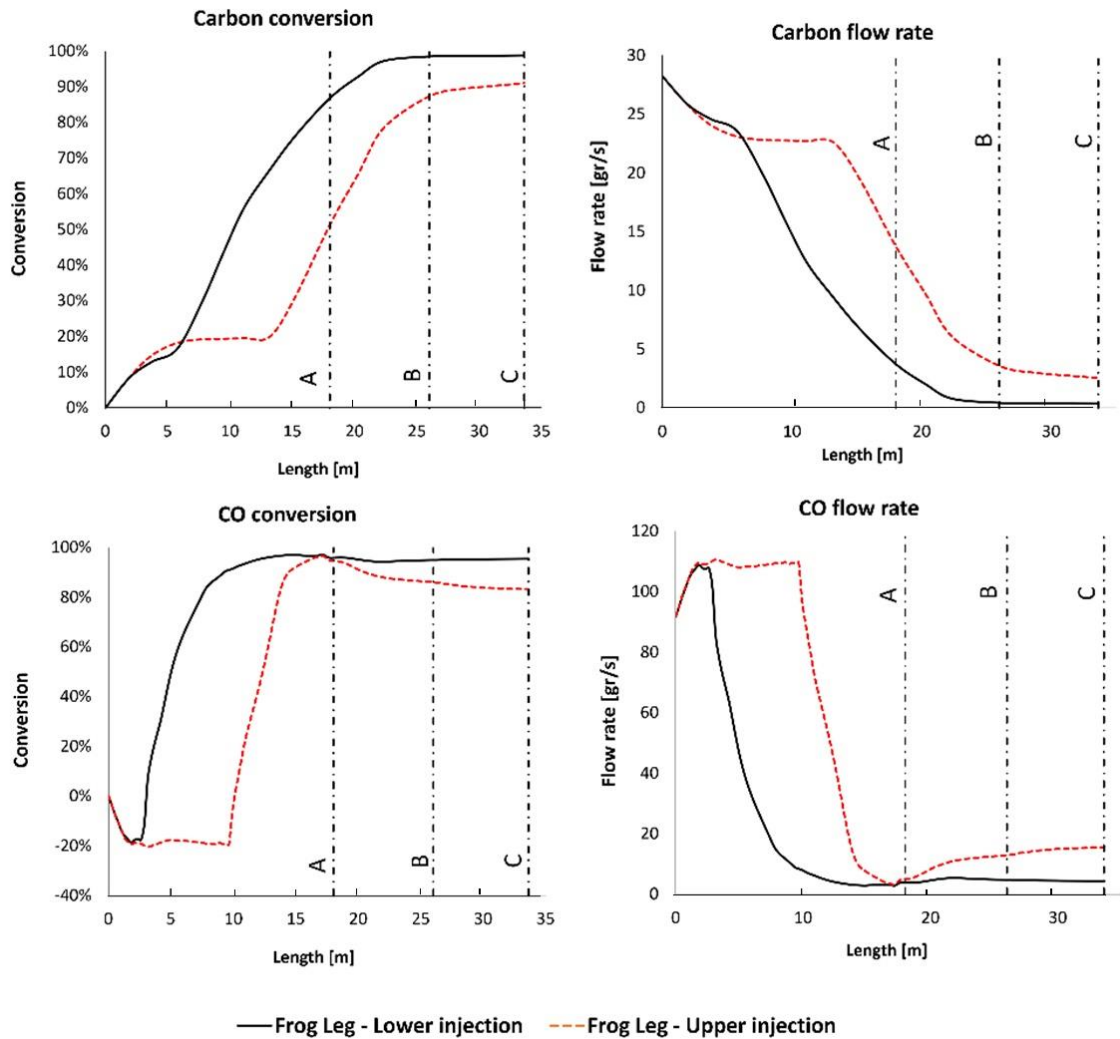 Carbon conversion
100%
90%
80%
70%
60%
50%
40%
30%
20%
10%
0%
Conversion
A
B
C
0 5 10 15 20 25 30 35
Length [m]
Carbon flow rate
30
25
20
15
10
5
0
Flow rate [gr/s]
A
B
C
0 10 20 30
Length [m]
CO conversion
100%
80%
60%
40%
20%
0%
-20%
-40%
Conversion
A
B
C
0 5 10 15 20 25 30 35
Length [m]
CO flow rate
120
100
80
60
40
20
0
Flow rate [gr/s]
A
B
C
0 10 20 30
Length [m]
Frog Leg - Lower injection Frog Leg - Upper injection